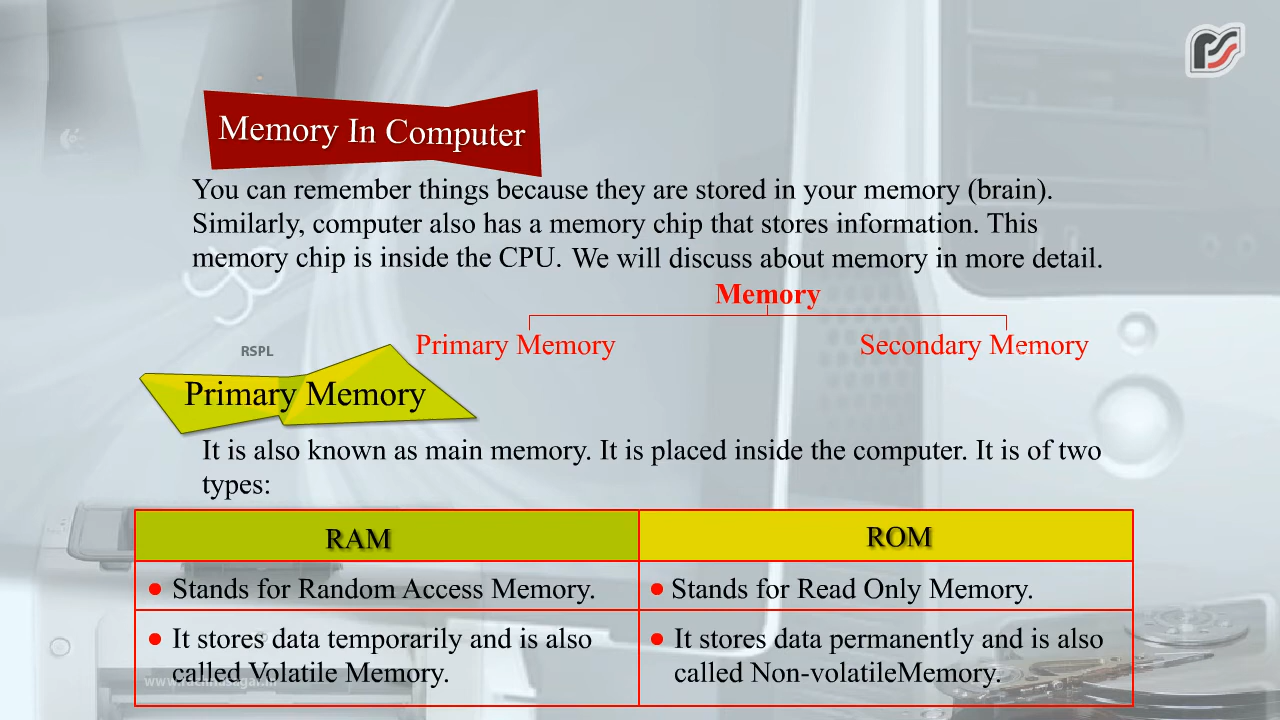 Memory In Computer
You can remember things because they are stored in your memory (brain).
Similarly, computer also has a memory chip that stores information. This
memory chip is inside the CPU. We will discuss about memory in more detail.
Memory
Primary Memory
Secondary Memory
RSPL
Primary Memory
It is also known as main memory. It is placed inside the computer. It is of two
types:
RAM
ROM
Stands for Random Access Memory.
Stands for Read Only Memory.
It stores data temporarily and is also
called Volatile Memory.
It stores data permanently and is also
called Non-volatileMemory.
www.rachnasagar.in